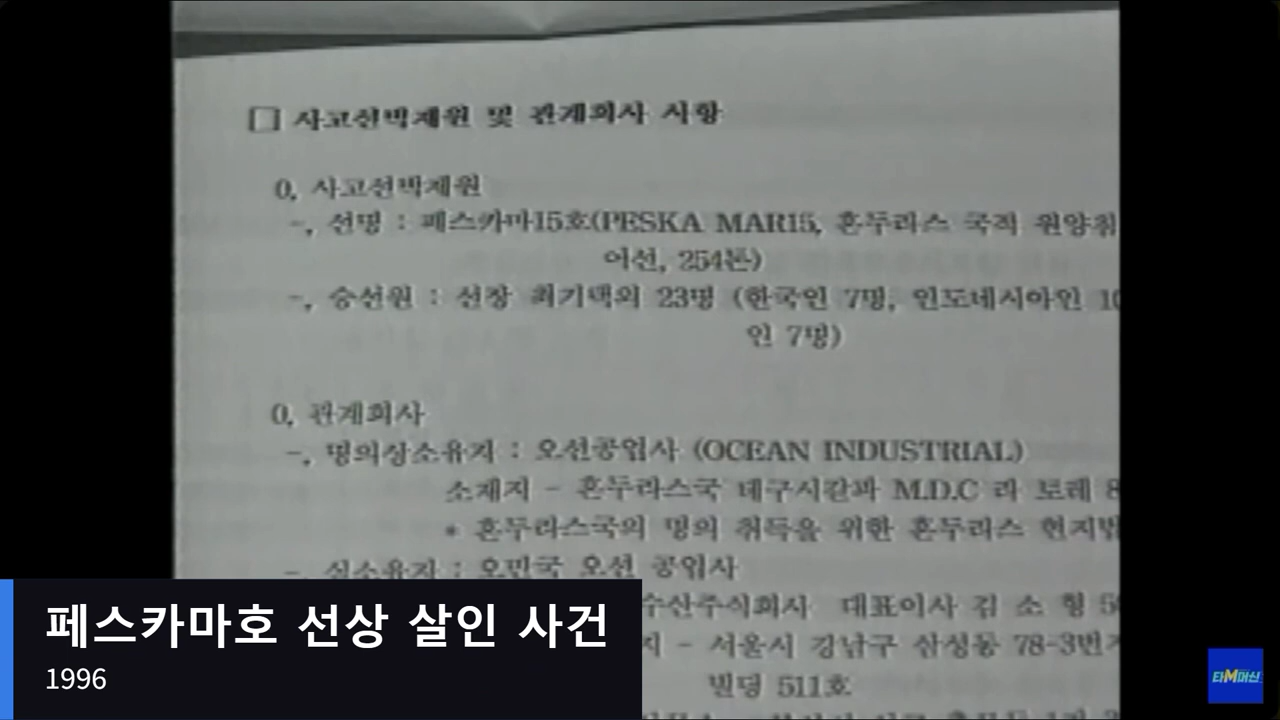 □ 사고선박제원 및 관계회사 사항
0, 사고선박제원
-, 선명 : 페스카마15호(PESKA MAR15, 혼두라스 국적 원양
어선, 254톤)
-, 승선원 : 선장 최기택외 23명 (한국인 7명, 인도네시아인 10
인 7명)
0, 관계회사
-, 명의상소유지 : 오션공업사 (OCEAN INDUSTRIAL)
소재지 - 혼두라스국 데구시갈파 M.D.C 라 토레 8
* 혼두라스국의 명의 취득을 위한 혼두라스 현지법
-, 실소유자 : 오민국 오션 공업사
수산주식회사 대표이사 김 소 형
- 서울시 강남구 삼성동 78-3번지
빌딩 511호
페스카마호 선상 살인 사건
1996
타M머신